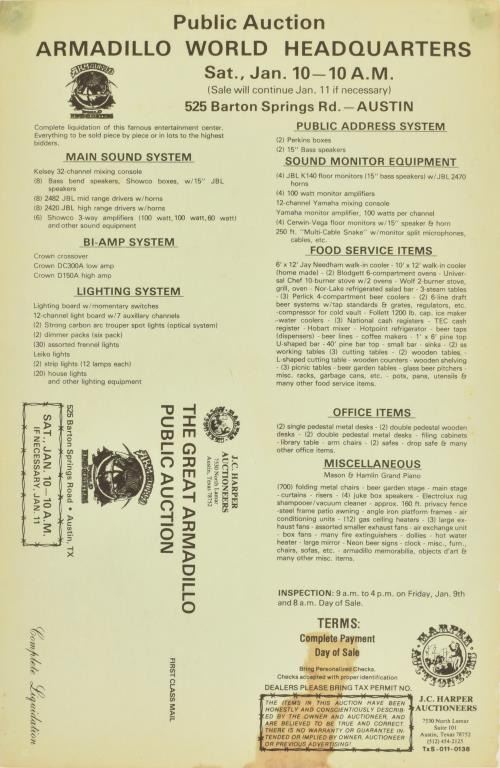 Public Auction
ARMADILLO WORLD HEADQUARTERS
Sat., Jan. 10—10 A.M.
(Sale will continue Jan. 11 if necessary)
525 Barton Springs Rd.—AUSTIN
Complete liquidation of this famous entertainment center.
Everything to be sold piece by piece or in lots to the highest
bidders.
MAIN SOUND SYSTEM
Kelsey 32-channel mixing console
(8) Bass bend speakers, Showco boxes, w/15" JBL
speakers
(8) 2482 JBL mid range drivers w/horns
(8) 2420 JBL high range drivers w/horns
(6) Showco 3-way amplifiers (100 watt, 100 watt, 60 watt)
and other sound equipment
BI-AMP SYSTEM
Crown crossover
Crown DC300A low amp
Crown D150A high amp
LIGHTING SYSTEM
Lighting board w/momentary switches
12-channel light board w/7 auxillary channels
(2) Strong carbon arc trouper spot lights (optical system)
(2) dimmer packs (six pack)
(30) assorted frennel lights
Leiko lights
(2) strip lights (12 lamps each)
(20) house lights
and other lighting equipment
PUBLIC ADDRESS SYSTEM
(2) Perkins boxes
(2) 15" Bass speakers
SOUND MONITOR EQUIPMENT
(4) JBL K140 floor monitors (15" bass speakers) w/JBL 2470
horns
(4) 100 watt monitor amplifiers
12-channel Yamaha mixing console
Yamaha monitor amplifier, 100 watts per channel
(4) Cerwin-Vega floor monitors w/15" speaker & horn
250 ft. "Multi-Cable Snake" w/monitor split microphones,
cables, etc.
FOOD SERVICE ITEMS
6' x 12' Jay Needham walk-in cooler - 10' x 12' walk-in cooler
(home made) - (2) Blodgett 6-compartment ovens - Univer-
sal Chef 10-burner stove w/2 ovens - Wolf 2-burner stove,
grill, oven - Nor-Lake refrigerated salad bar - 3-steam tables
- (3) Perlick 4-compartment beer coolers - (2) 6-line draft
beer systems w/tap standards & grates, regulators, etc.
-compressor for cold vault - Follett 1200 lb. cap. ice maker
-water coolers - (3) National cash registers - TEC cash
register - Hobart mixer - Hotpoint refrigerator - beer taps
(dispensers) - beer lines - coffee makers - 1' x 6' pine top
U-shaped bar - 40' pine bar top - small bar - sinks - (2) ss
working tables (3) cutting tables - (2) wooden tables -
L-shaped cutting table - wooden counters - wooden shelving
- (3) picnic tables - beer garden tables - glass beer pitchers -
misc. racks, garbage cans, etc. - pots, pans, utensils &
many other food service items.
OFFICE ITEMS
(2) single pedestal metal desks - (2) double pedestal wooden
desks - (2) double pedestal metal desks - filing cabinets
- library table - arm chairs - (2) safes - drop safe & many
other office items.
MISCELLANEOUS
Mason & Hamlin Grand Piano
(700) folding metal chairs - beer garden stage - main stage
- curtains - risers - (4) juke box speakers - Electrolux rug
shampooer/vacuum cleaner - approx. 160 ft. privacy fence
-steel frame patio awning - angle iron platform frames - air
conditioning units - (12) gas ceiling heaters - (3) large ex-
haust fans - assorted smaller exhaust fans - air exchange unit
- box fans - many fire extinguishers - dollies - hot water
heater - large mirror - Neon beer signs - clock - misc., furn.,
chairs, sofas, etc. - armadillo memorabilia, objects d'art &
many other misc. items.
INSPECTION: 9 a.m. to 4 p.m. on Friday, Jan. 9th
and 8 a.m. Day of Sale.
TERMS:
Complete Payment
Day of Sale
Bring Personalized Checks.
Checks accepted with proper identification
DEALERS PLEASE BRING TAX PERMIT NO.
THE ITEMS IN THIS AUCTION HAVE BEEN
HONESTLY AND CONSCIENTIOUSLY DESCRIB-
ED BY THE OWNER AND AUCTIONEER, AND
ARE BELIEVED TO BE TRUE AND CORRECT.
THERE IS NO WARRANTY OR GUARANTEE IN-
TENDED OR IMPLIED BY OWNER, AUCTIONEER
OR PREVIOUS ADVERTISING!
J. C. HARPER
AUCTIONEERS
J.C. HARPER
AUCTIONEERS
7530 North Lamar
Suite 101
Austin, Texas 78752
(512) 454-2125
TxS-011-0138
J.C. HARPER
AUCTIONEERS
7530 North Lamar
Austin, Texas 78752
THE GREAT ARMADILLO
PUBLIC AUCTION
FIRST CLASS MAIL
525 Barton Springs Road • Austin, TX
SAT., JAN. 10—10 A.M.
IF NECESSARY, JAN. 11
Complete Liquidation